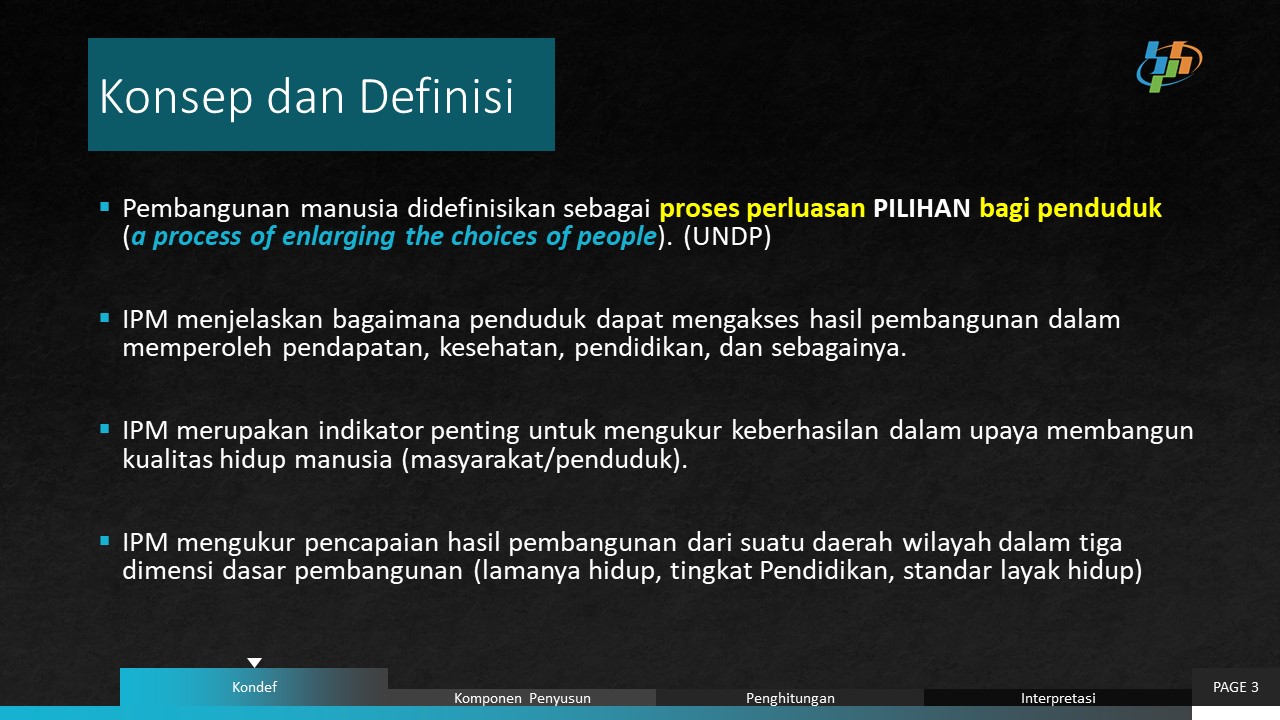 Konsep dan Definisi
▪ Pembangunan manusia didefinisikan sebagai proses perluasan PILIHAN bagi penduduk
(a process of enlarging the choices of people). (UNDP)
▪ IPM menjelaskan bagaimana penduduk dapat mengakses hasil pembangunan dalam
memperoleh pendapatan, kesehatan, pendidikan, dan sebagainya.
▪ IPM merupakan indikator penting untuk mengukur keberhasilan dalam upaya membangun
kualitas hidup manusia (masyarakat/penduduk).
▪ IPM mengukur pencapaian hasil pembangunan dari suatu daerah wilayah dalam tiga
dimensi dasar pembangunan (lamanya hidup, tingkat Pendidikan, standar layak hidup)
Kondef
Komponen Penyusun
Penghitungan
Interpretasi
PAGE 3